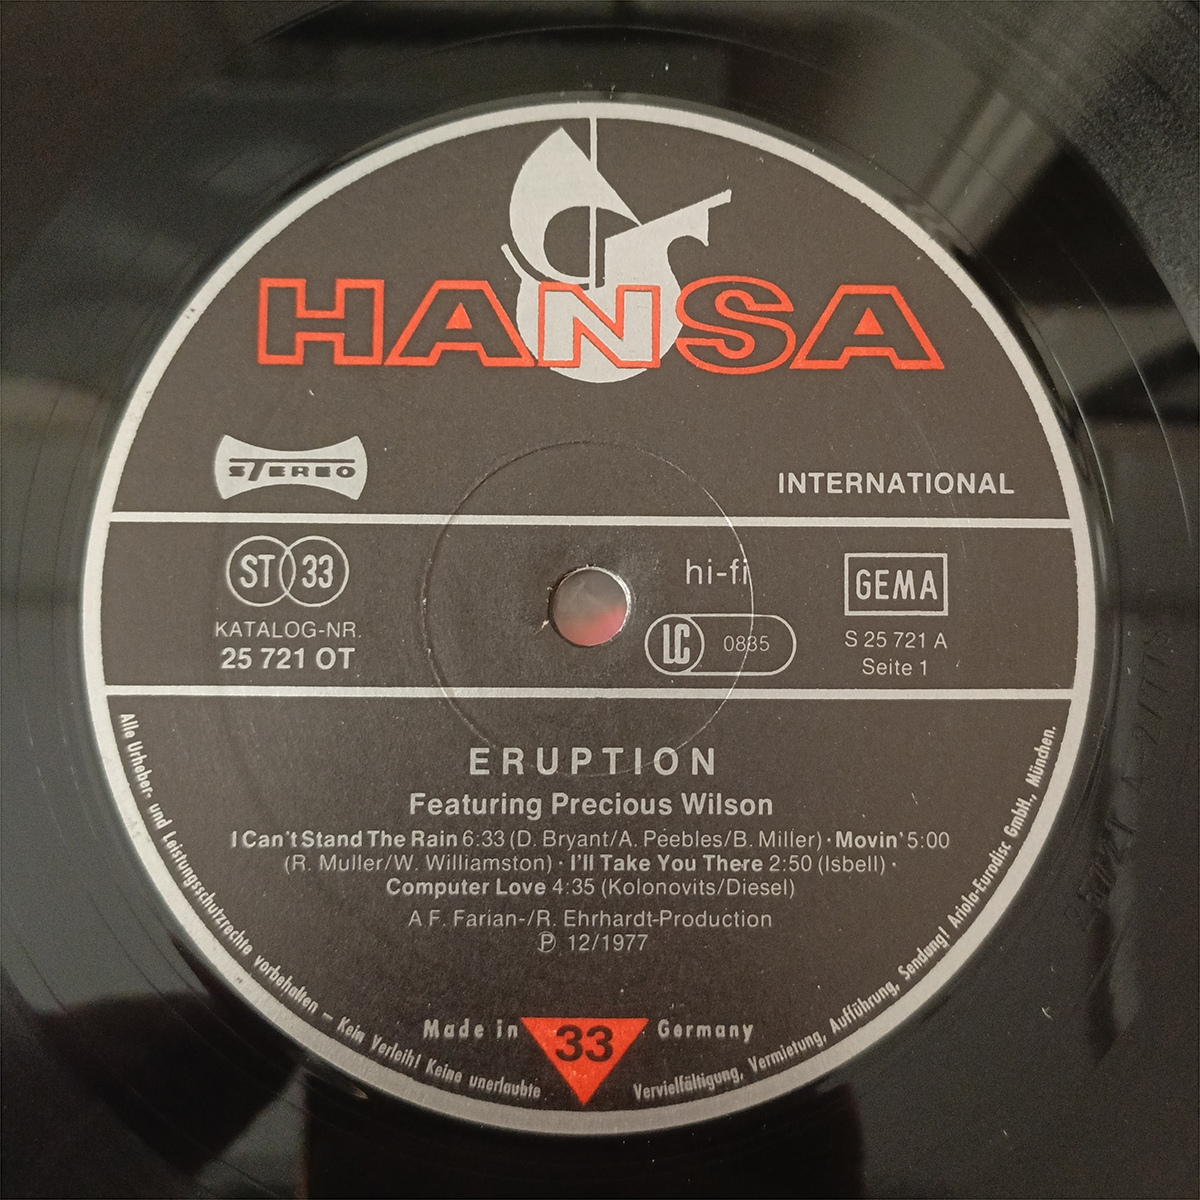 HANSA
STEREO
INTERNATIONAL
ST 33
hi-fi
GEMA
KATALOG-NR.
25 721 OT
LC 0835
S 25 721 A
Seite 1
ERUPTION
Featuring Precious Wilson
I Can't Stand The Rain 6:33 (D. Bryant/A. Peebles/B. Miller) · Movin' 5:00
(R. Muller/W. Williamston) · I'll Take You There 2:50 (Isbell) ·
Computer Love 4:35 (Kolonovits/Diesel)
A F. Farian-/R. Ehrhardt-Production
℗ 12/1977
Made in 33 Germany
Alle Urheber- und Leistungsschutzrechte vorbehalten – Kein Verleih! Keine unerlaubte Vervielfältigung, Vermietung, Aufführung, Sendung! Ariola-Eurodisc GmbH., München.